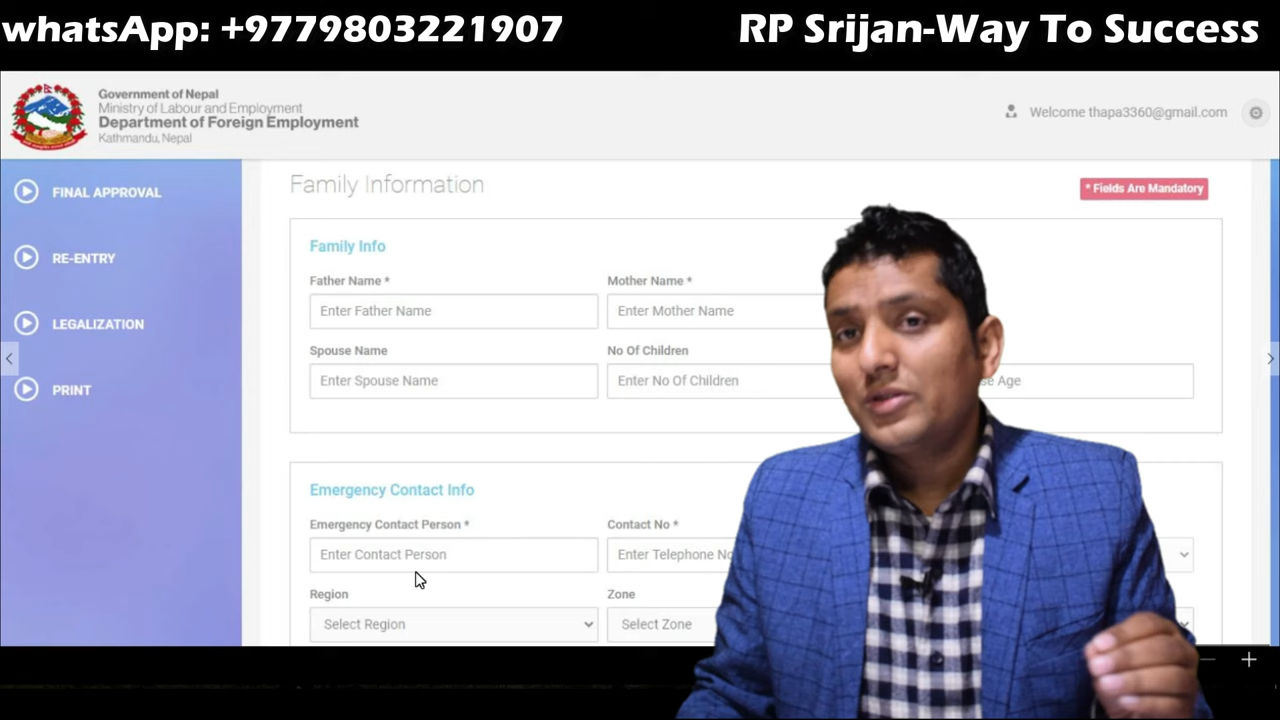 whatsApp: +9779803221907
RP Srijan-Way To Success
Government of Nepal
Ministry of Labour and Employment
Department of Foreign Employment
Kathmandu, Nepal
Welcome thapa3360@gmail.com
FINAL APPROVAL
RE-ENTRY
LEGALIZATION
PRINT
Family Information
* Fields Are Mandatory
Family Info
Father Name *
Mother Name *
Enter Father Name
Enter Mother Name
Spouse Name
No Of Children
Enter Spouse Name
Enter No Of Children
Age
Emergency Contact Info
Emergency Contact Person *
Contact No *
Enter Contact Person
Enter Telephone No
Region
Zone
Select Region
Select Zone